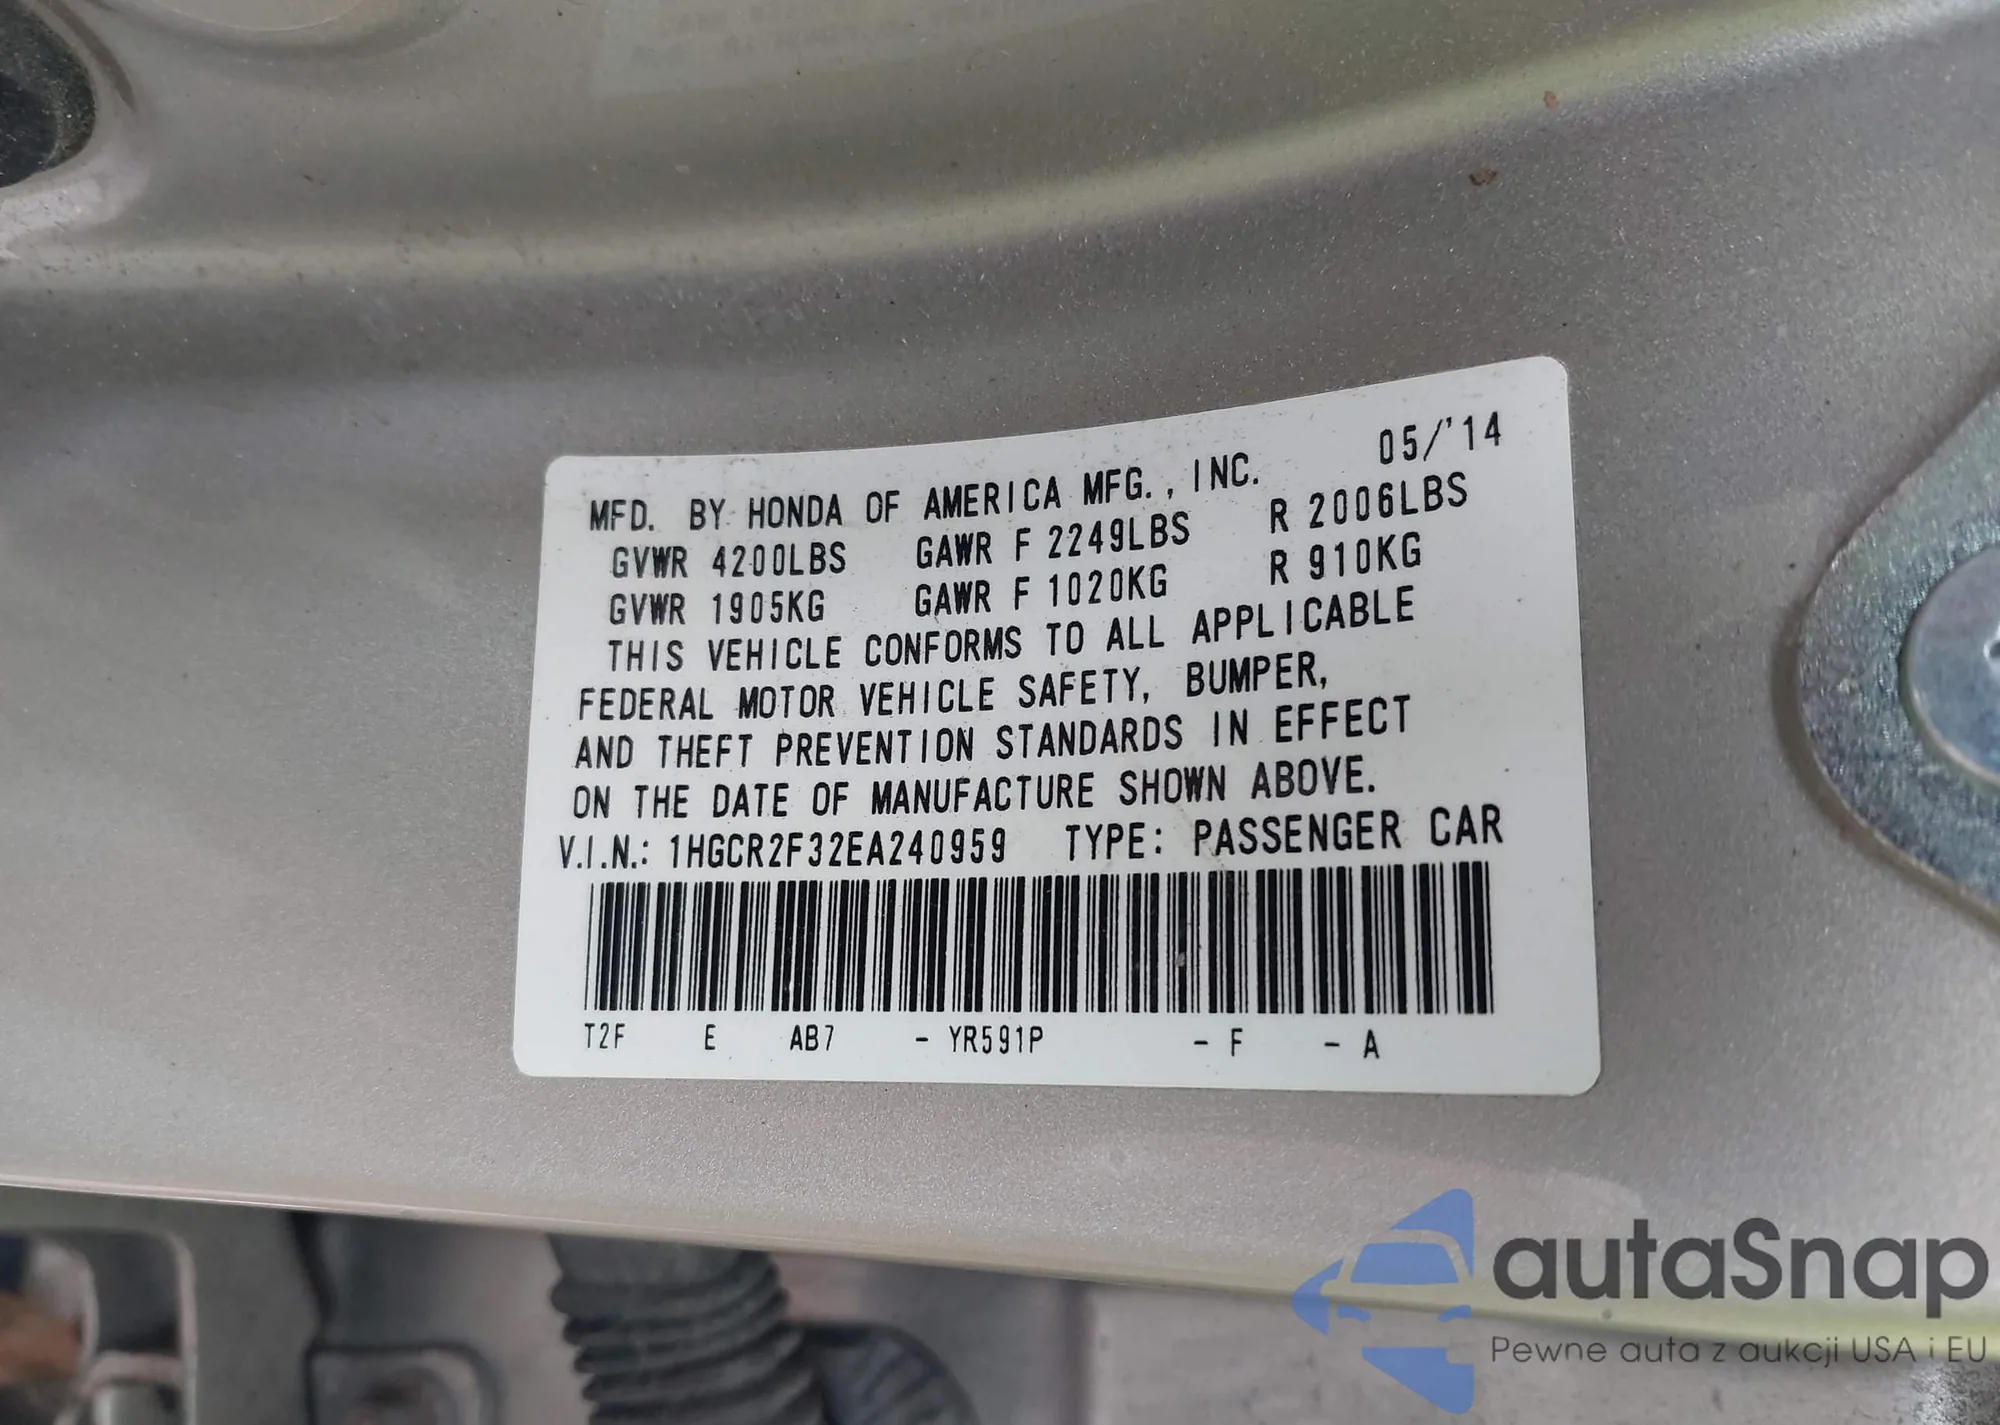 MFD. BY HONDA OF AMERICA MFG., INC. 05/'14
GVWR 4200LBS GAWR F 2249LBS R 2006LBS
GVWR 1905KG GAWR F 1020KG R 910KG
THIS VEHICLE CONFORMS TO ALL APPLICABLE
FEDERAL MOTOR VEHICLE SAFETY, BUMPER,
AND THEFT PREVENTION STANDARDS IN EFFECT
ON THE DATE OF MANUFACTURE SHOWN ABOVE.
V.I.N.: 1HGCR2F32EA240959 TYPE: PASSENGER CAR
T2F E AB7 - YR591P - F - A
autaSnap
Pewne auta z aukcji USA i EU